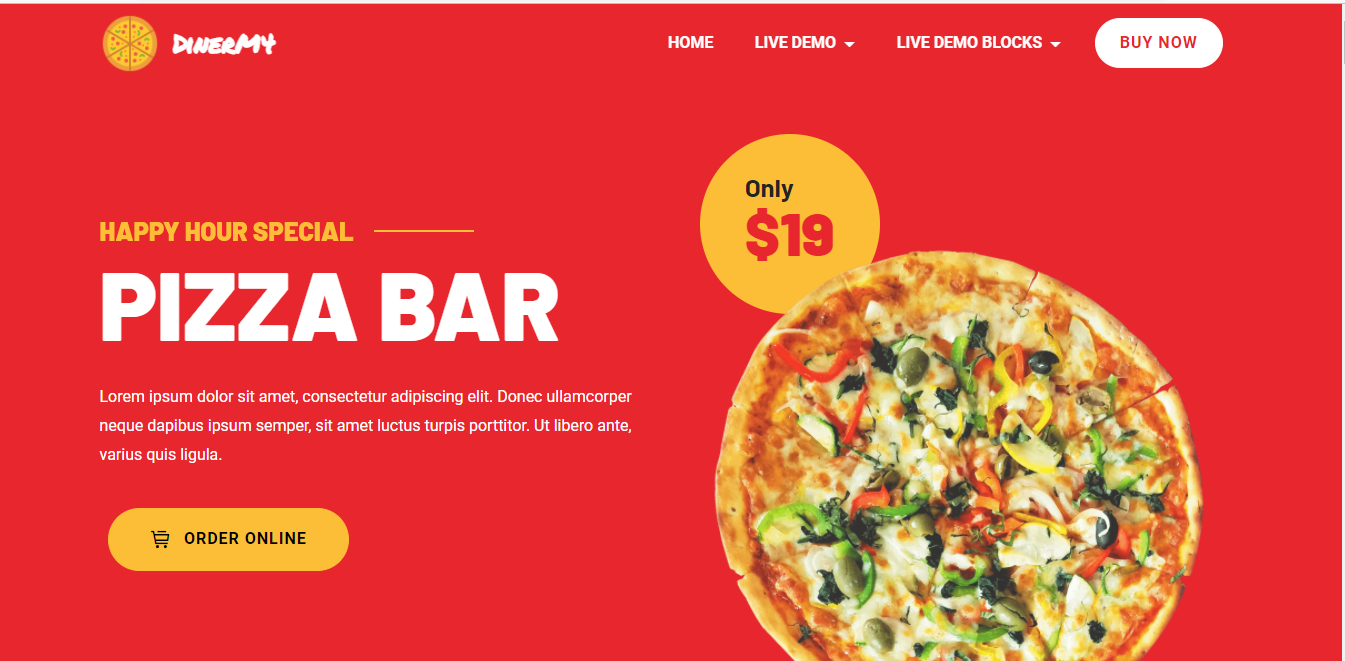 DINERM4
HOME
LIVE DEMO
LIVE DEMO BLOCKS
BUY NOW
Only
$19
HAPPY HOUR SPECIAL
PIZZA BAR
Lorem ipsum dolor sit amet, consectetur adipiscing elit. Donec ullamcorper
neque dapibus ipsum semper, sit amet luctus turpis porttitor. Ut libero ante,
varius quis ligula.
ORDER ONLINE